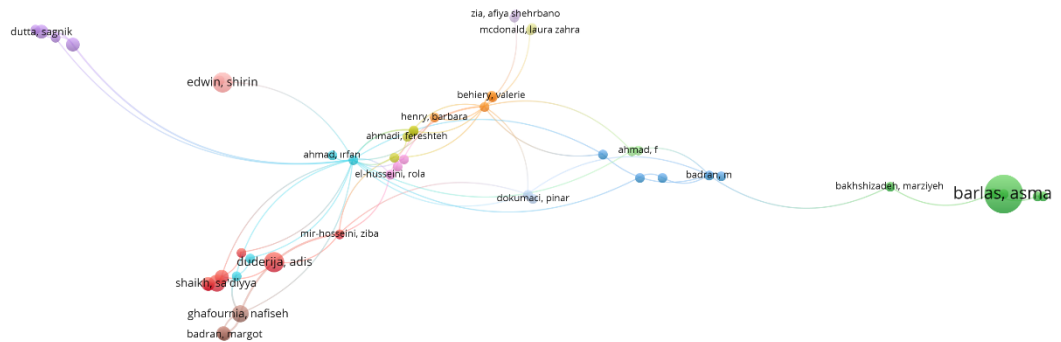 zia, afiya shehrbano
dutta, sagnik
mcdonald, laura zahra
edwin, shirin
behiery, valerie
henry, barbara
ahmadi, fereshteh
ahmad, irfan
ahmad, f
el-husseini, rola
badran, m
bakhshizadeh, marziyeh
barlas, asma
dokumaci, pinar
mir-hosseini, ziba
duderija, adis
shaikh, sa'diyya
ghafournia, nafiseh
badran, margot